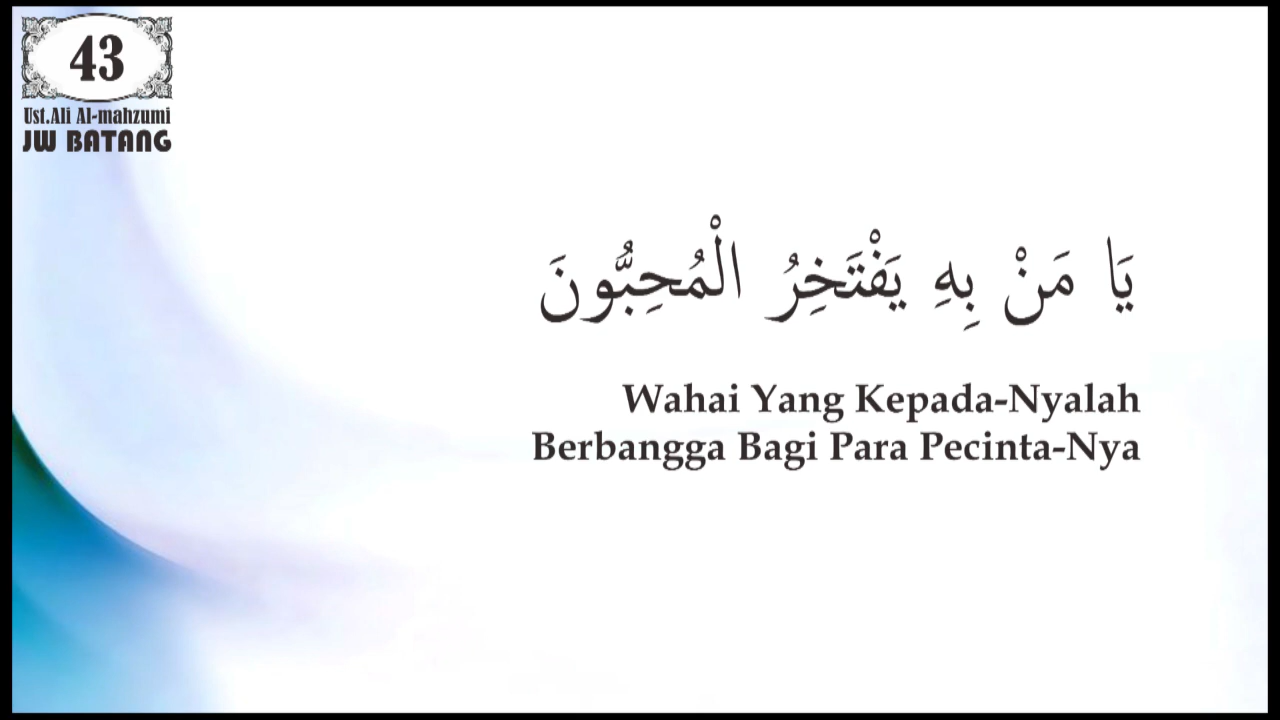 43
Ust.Ali Al-mahzumi
JW BATANG
يَا مَنْ بِهِ يَفْتَخِرُ الْمُحِبُّونَ
Wahai Yang Kepada-Nyalah
Berbangga Bagi Para Pecinta-Nya